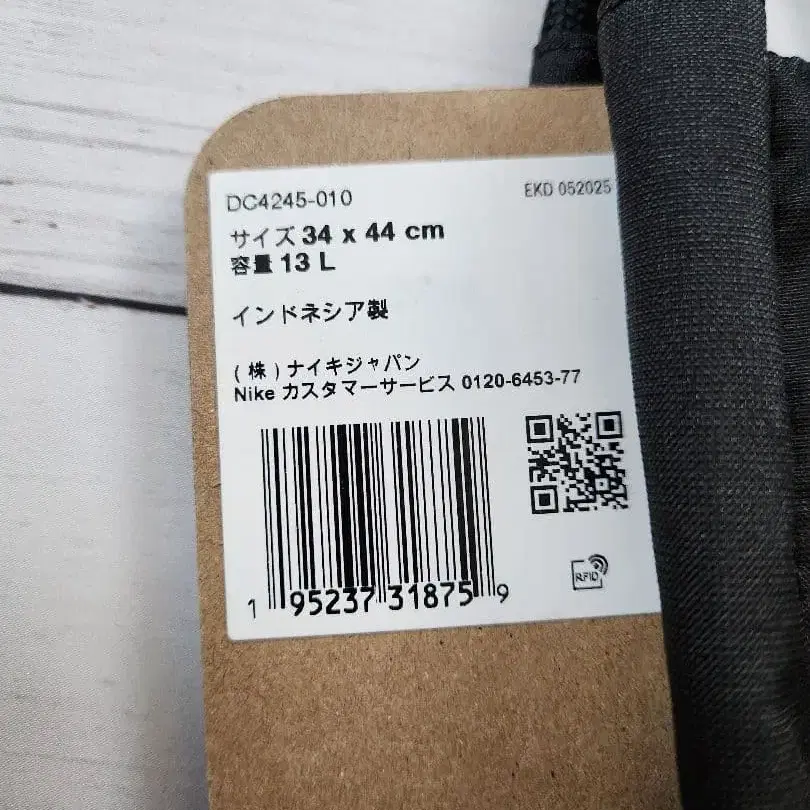 DC4245-010 EKD 052025
サイズ 34 x 44 cm
容量 13 L
インドネシア製
(株)ナイキジャパン
Nike カスタマーサービス 0120-6453-77
1 95237 31875 9
RFID